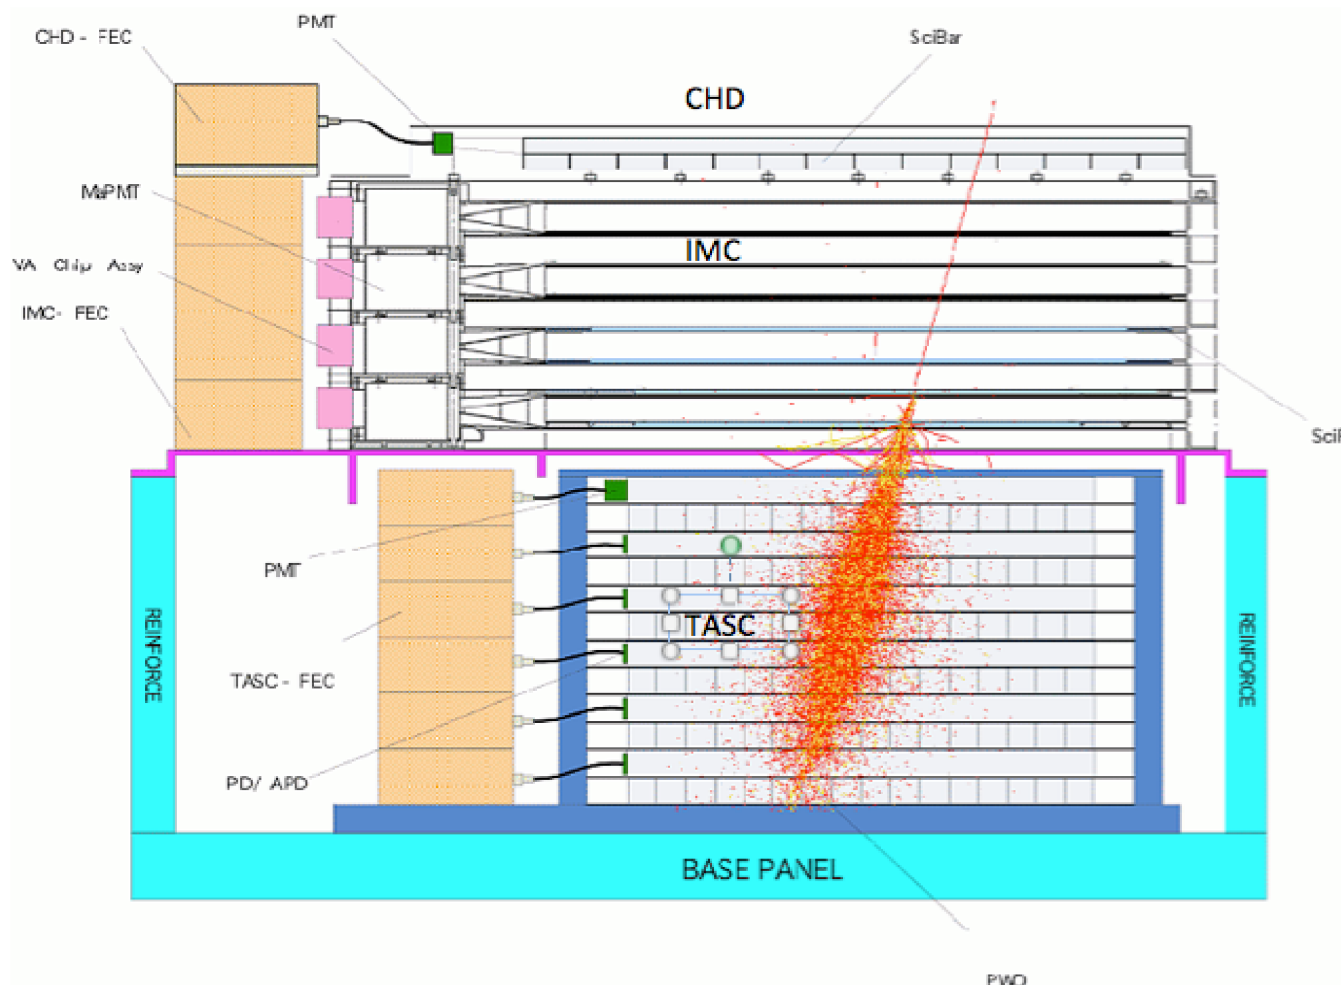 PMT
CHD - FEC
SciBar
CHD
MaPMT
IMC
VA Chip Assy
IMC- FEC
SciF
PMT
REINFORCE
TASC
REINFORCE
TASC - FEC
PD/ APD
BASE PANEL
PWO